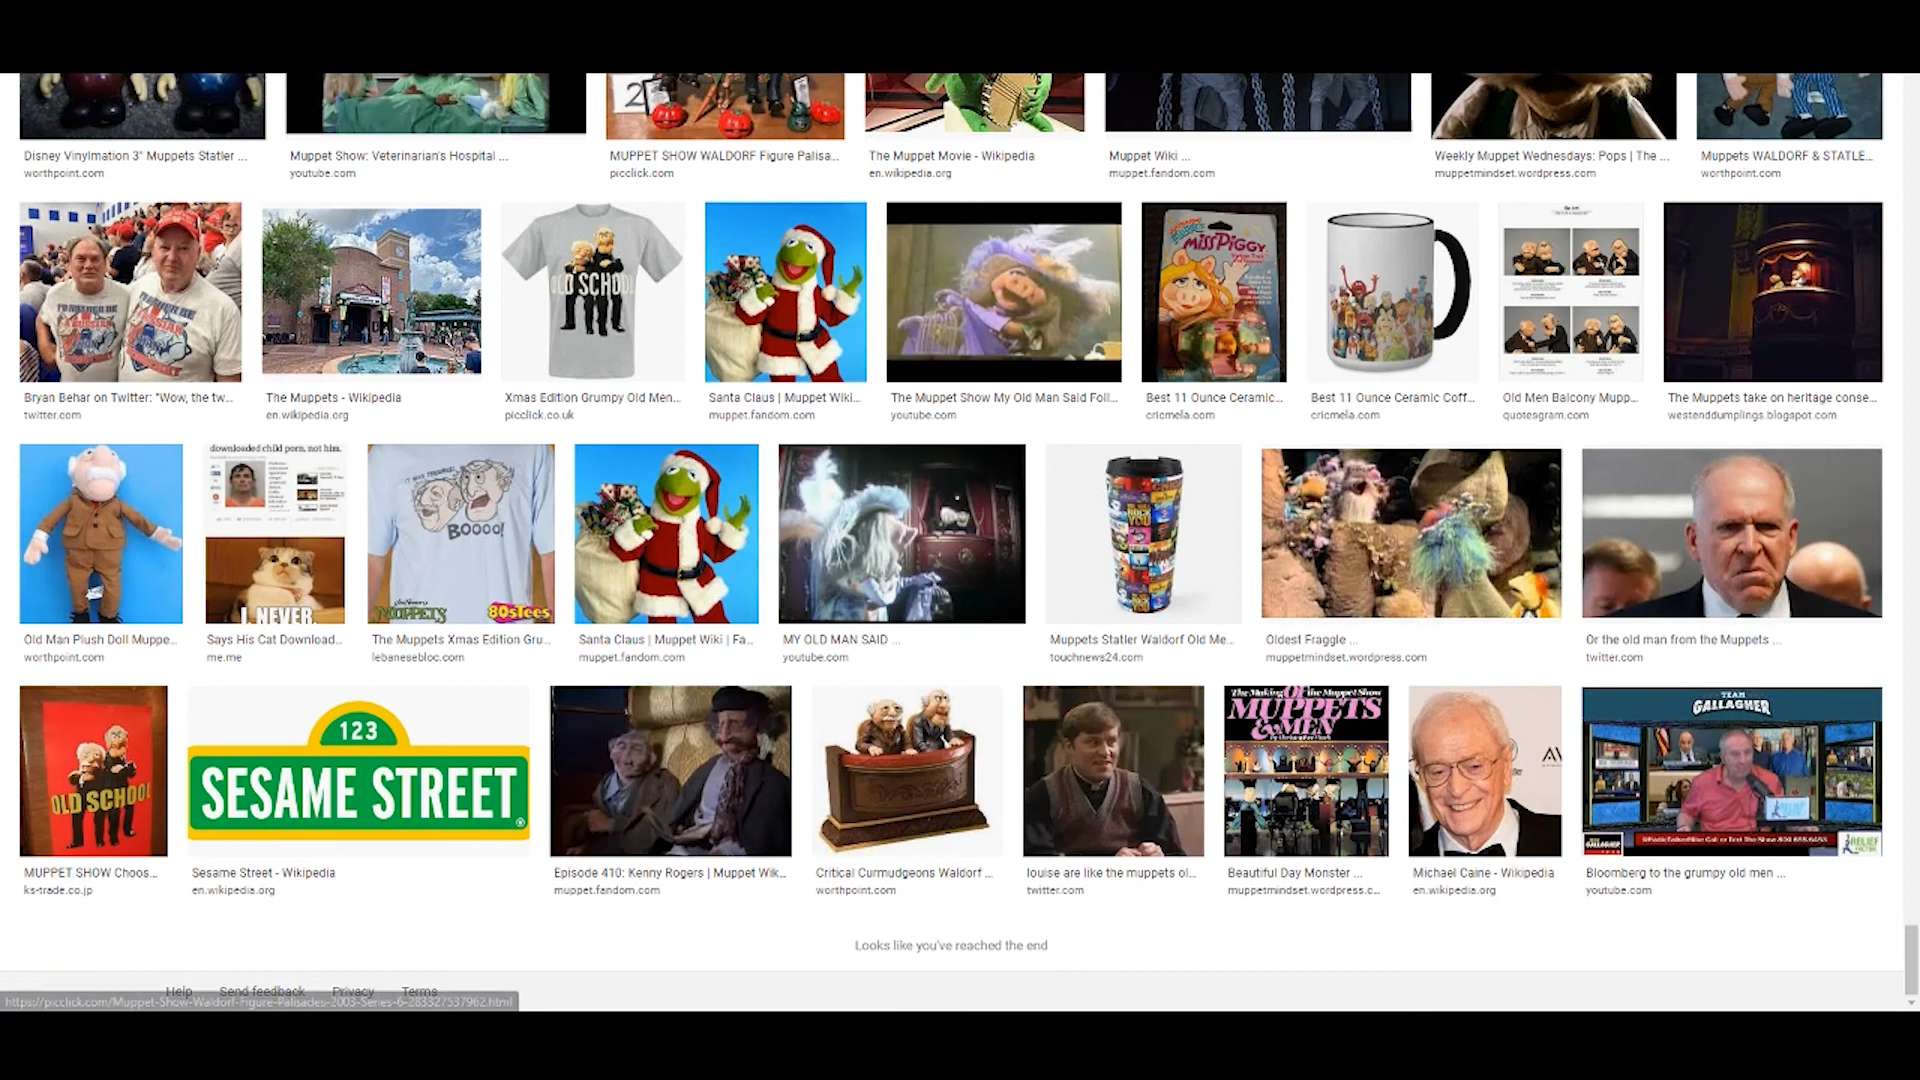 2
Disney Vinylmation 3" Muppets Statler ...
worthpoint.com
Muppet Show: Veterinarian's Hospital ...
youtube.com
MUPPET SHOW WALDORF Figure Palisa...
picclick.com
The Muppet Movie - Wikipedia
en.wikipedia.org
Muppet Wiki ...
muppet.fandom.com
Weekly Muppet Wednesdays: Pops | The ...
muppetmindset.wordpress.com
Muppets WALDORF & STATLE...
worthpoint.com
I'D RATHER BE
A RUSSIAN
OLD SCHOOL
MISS PIGGY
Bryan Behar on Twitter: "Wow, the tw...
twitter.com
The Muppets - Wikipedia
en.wikipedia.org
Xmas Edition Grumpy Old Men...
picclick.co.uk
Santa Claus | Muppet Wiki...
muppet.fandom.com
The Muppet Show My Old Man Said Foll...
youtube.com
Best 11 Ounce Ceramic...
cricmela.com
Best 11 Ounce Ceramic Coff...
cricmela.com
Old Men Balcony Mupp...
quotesgram.com
The Muppets take on heritage conse...
westenddumplings.blogspot.com
downloaded child porn, not him.
I NEVER
BOOOO!
MUPPETS
80sTees
Old Man Plush Doll Muppe...
worthpoint.com
Says His Cat Download...
me.me
The Muppets Xmas Edition Gru...
lebanesebloc.com
Santa Claus | Muppet Wiki | Fa...
muppet.fandom.com
MY OLD MAN SAID ...
youtube.com
Muppets Statler Waldorf Old Me...
touchnews24.com
Oldest Fraggle ...
muppetmindset.wordpress.com
Or the old man from the Muppets ...
twitter.com
OLD SCHOOL
123
SESAME STREET
The Making of the Muppet Show
OF
MUPPETS
& MEN
TEAM
GALLAGHER
RELIEF
MUPPET SHOW Choos...
ks-trade.co.jp
Sesame Street - Wikipedia
en.wikipedia.org
Episode 410: Kenny Rogers | Muppet Wik...
muppet.fandom.com
Critical Curmudgeons Waldorf ...
worthpoint.com
louise are like the muppets ol...
twitter.com
Beautiful Day Monster ...
muppetmindset.wordpress.c...
Michael Caine - Wikipedia
en.wikipedia.org
Bloomberg to the grumpy old men ...
youtube.com
Looks like you've reached the end
Help Send feedback Privacy Terms
https://picclick.com/Muppet-Show-Waldorf-Figure-Palisades-2003-Series-6-283327537962.html